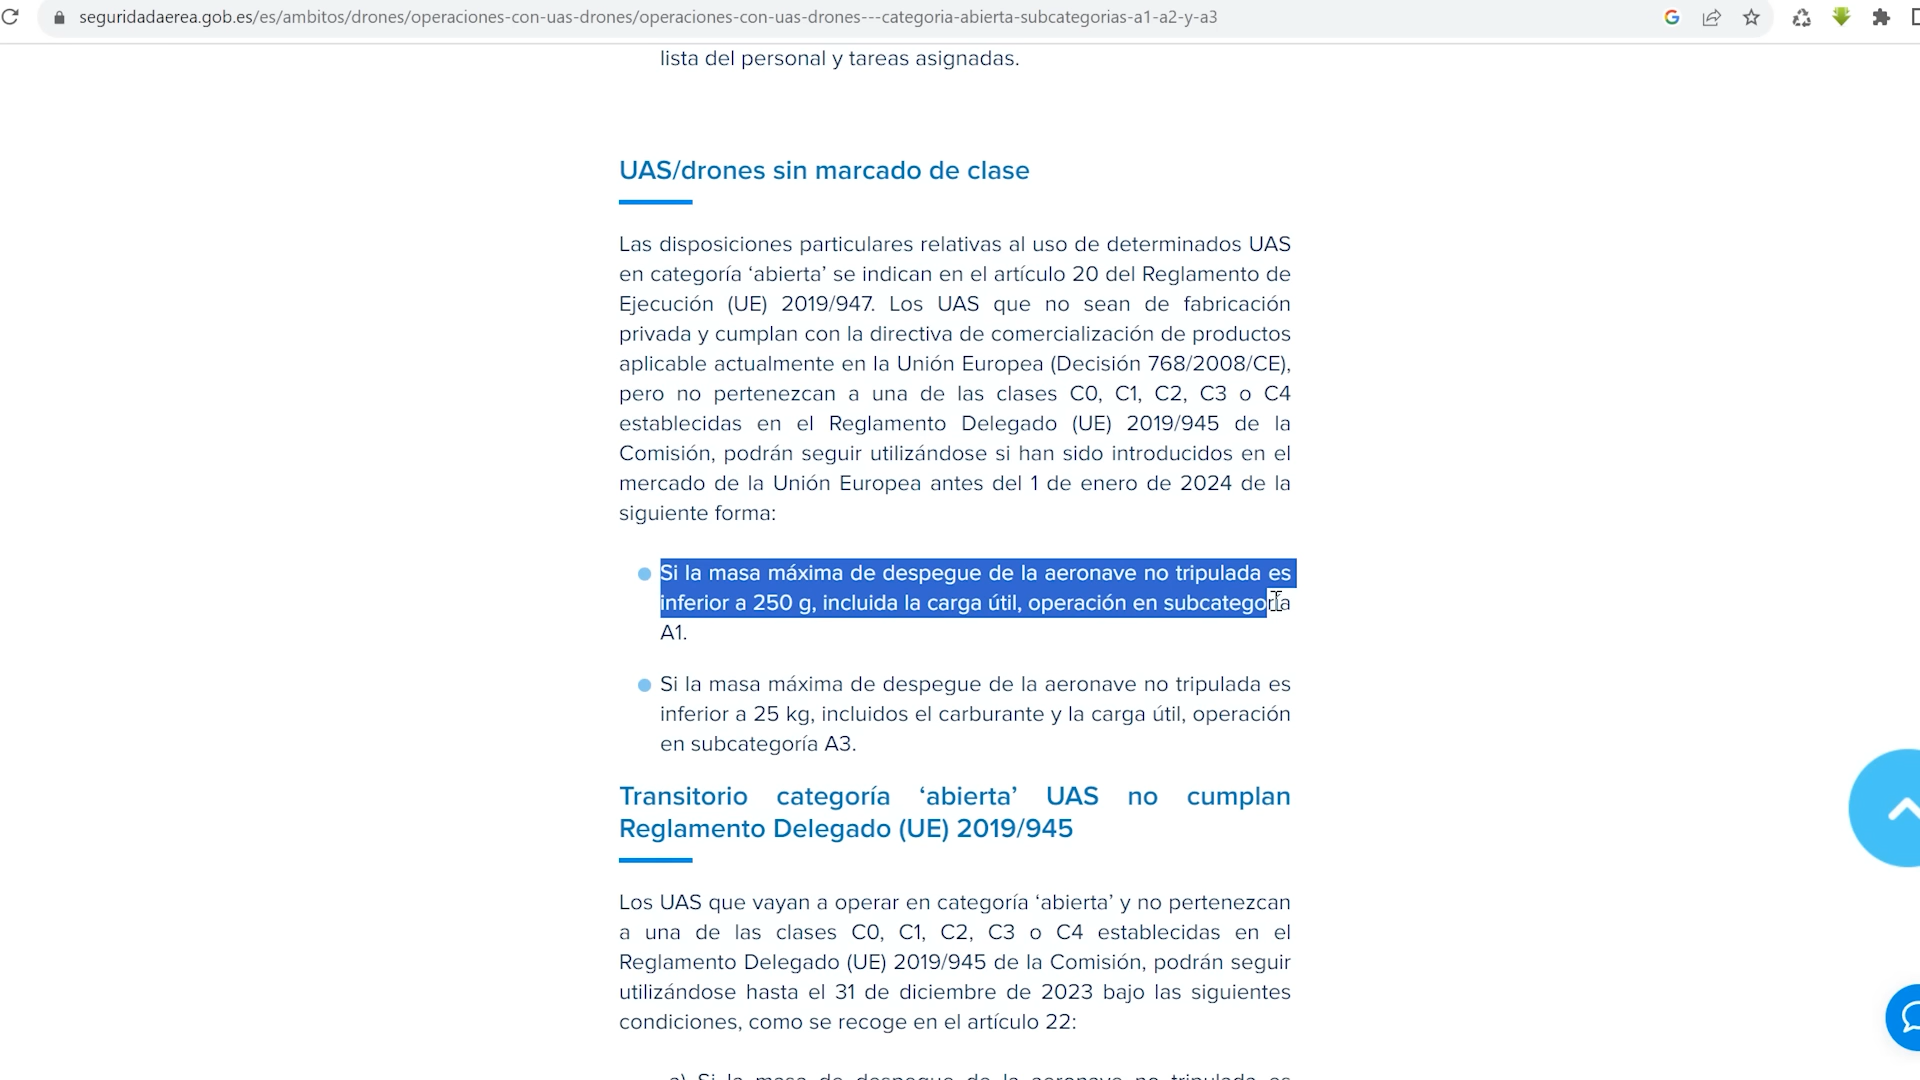 seguridadaerea.gob.es/es/ambitos/drones/operaciones-con-uas-drones/operaciones-con-uas-drones---categoria-abierta-subcategorias-a1-a2-y-a3
lista del personal y tareas asignadas.
UAS/drones sin marcado de clase
Las disposiciones particulares relativas al uso de determinados UAS
en categoría ‘abierta’ se indican en el artículo 20 del Reglamento de
Ejecución (UE) 2019/947. Los UAS que no sean de fabricación
privada y cumplan con la directiva de comercialización de productos
aplicable actualmente en la Unión Europea (Decisión 768/2008/CE),
pero no pertenezcan a una de las clases C0, C1, C2, C3 o C4
establecidas en el Reglamento Delegado (UE) 2019/945 de la
Comisión, podrán seguir utilizándose si han sido introducidos en el
mercado de la Unión Europea antes del 1 de enero de 2024 de la
siguiente forma:
Si la masa máxima de despegue de la aeronave no tripulada es
inferior a 250 g, incluida la carga útil, operación en subcategoría
A1.
Si la masa máxima de despegue de la aeronave no tripulada es
inferior a 25 kg, incluidos el carburante y la carga útil, operación
en subcategoría A3.
Transitorio categoría ‘abierta’ UAS no cumplan
Reglamento Delegado (UE) 2019/945
Los UAS que vayan a operar en categoría ‘abierta’ y no pertenezcan
a una de las clases C0, C1, C2, C3 o C4 establecidas en el
Reglamento Delegado (UE) 2019/945 de la Comisión, podrán seguir
utilizándose hasta el 31 de diciembre de 2023 bajo las siguientes
condiciones, como se recoge en el artículo 22:
a) Si la masa de despegue de la aeronave no tripulada es